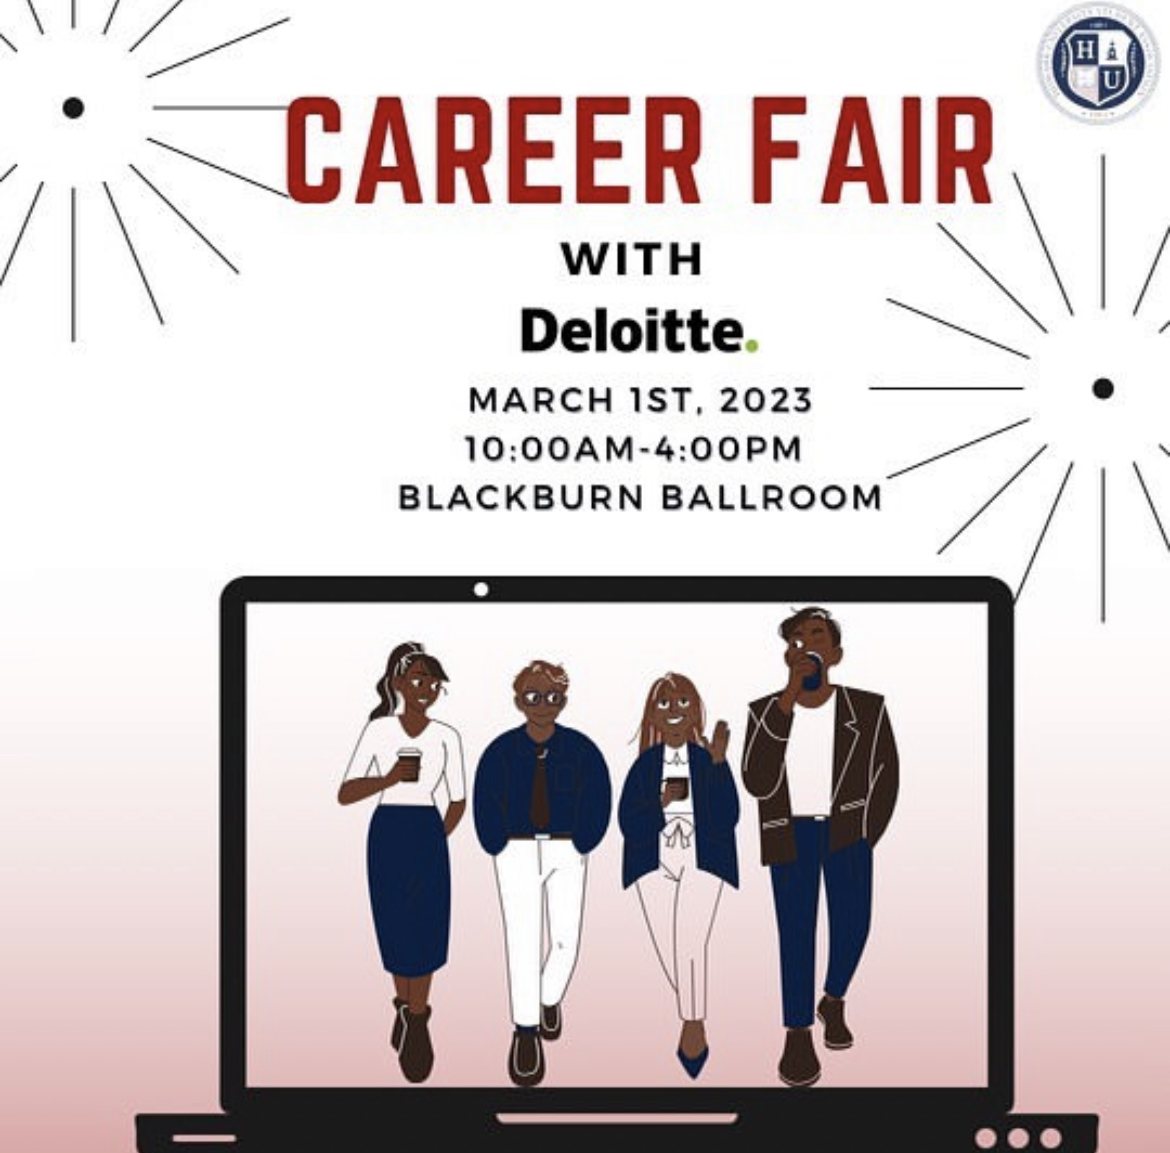 CAREER FAIR
WITH
Deloitte.
MARCH 1ST, 2023
10:00AM-4:00PM
BLACKBURN BALLROOM
H
U